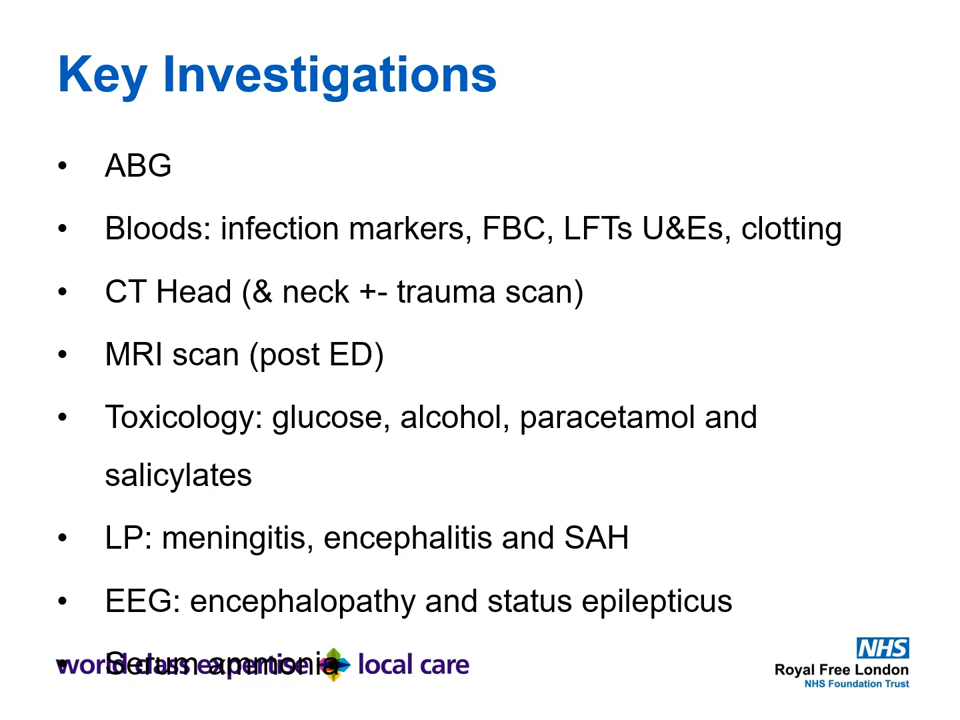 Key Investigations
• ABG
• Bloods: infection markers, FBC, LFTs U&Es, clotting
• CT Head (& neck +- trauma scan)
• MRI scan (post ED)
• Toxicology: glucose, alcohol, paracetamol and
salicylates
• LP: meningitis, encephalitis and SAH
• EEG: encephalopathy and status epilepticus
• Serum ammonia
world class expertise local care
NHS
Royal Free London
NHS Foundation Trust